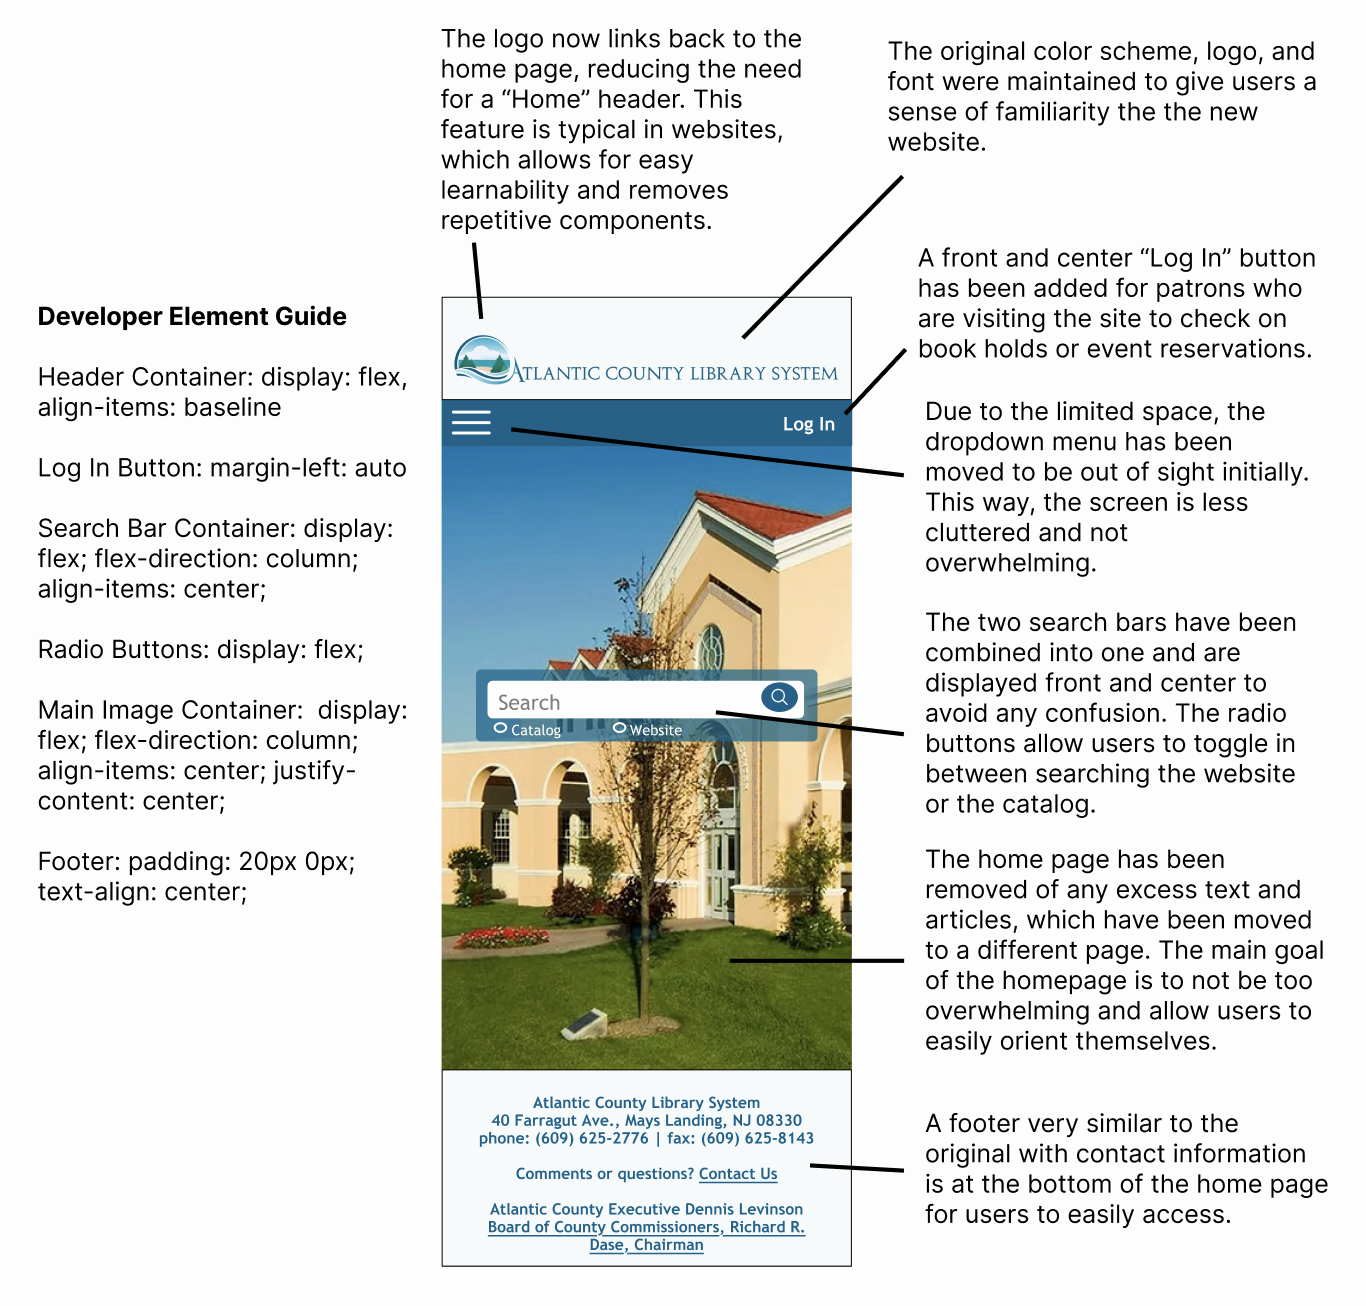 The logo now links back to the
home page, reducing the need
for a “Home” header. This
feature is typical in websites,
which allows for easy
learnability and removes
repetitive components.
The original color scheme, logo, and
font were maintained to give users a
sense of familiarity the the new
website.
A front and center “Log In” button
has been added for patrons who
are visiting the site to check on
book holds or event reservations.
Developer Element Guide
Header Container: display: flex,
align-items: baseline
Log In Button: margin-left: auto
Search Bar Container: display:
flex; flex-direction: column;
align-items: center;
Radio Buttons: display: flex;
Main Image Container:  display:
flex; flex-direction: column;
align-items: center; justify-
content: center;
Footer: padding: 20px 0px;
text-align: center;
ATLANTIC COUNTY LIBRARY SYSTEM
Log In
Search
Catalog
Website
Atlantic County Library System
40 Farragut Ave., Mays Landing, NJ 08330
phone: (609) 625-2776 | fax: (609) 625-8143
Comments or questions? Contact Us
Atlantic County Executive Dennis Levinson
Board of County Commissioners, Richard R.
Dase, Chairman
Due to the limited space, the
dropdown menu has been
moved to be out of sight initially.
This way, the screen is less
cluttered and not
overwhelming.
The two search bars have been
combined into one and are
displayed front and center to
avoid any confusion. The radio
buttons allow users to toggle in
between searching the website
or the catalog.
The home page has been
removed of any excess text and
articles, which have been moved
to a different page. The main goal
of the homepage is to not be too
overwhelming and allow users to
easily orient themselves.
A footer very similar to the
original with contact information
is at the bottom of the home page
for users to easily access.